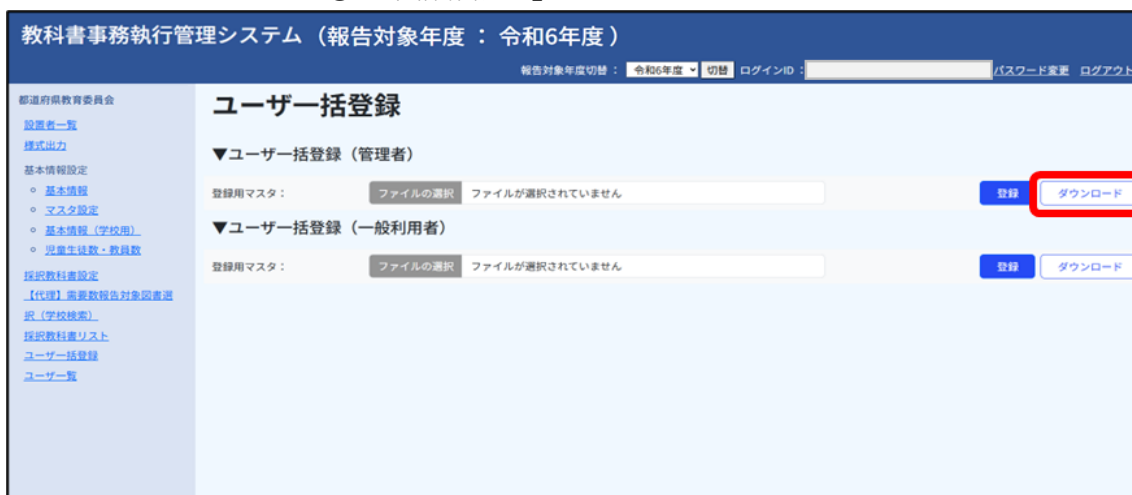 教科書事務執行管理システム（報告対象年度 ： 令和6年度 ）
報告対象年度切替 ： 令和6年度 切替 ログインID ： パスワード変更 ログアウト
都道府県教育委員会
設置者一覧
様式出力
基本情報設定
基本情報
マスタ設定
基本情報（学校用）
児童生徒数・教員数
採択教科書設定
【代理】需要数報告対象図書選
択（学校検索）
採択教科書リスト
ユーザー括登録
ユーザー覧
ユーザー括登録
▼ユーザー括登録（管理者）
登録用マスタ： ファイルの選択 ファイルが選択されていません 登録 ダウンロード
▼ユーザー括登録（一般利用者）
登録用マスタ： ファイルの選択 ファイルが選択されていません 登録 ダウンロード